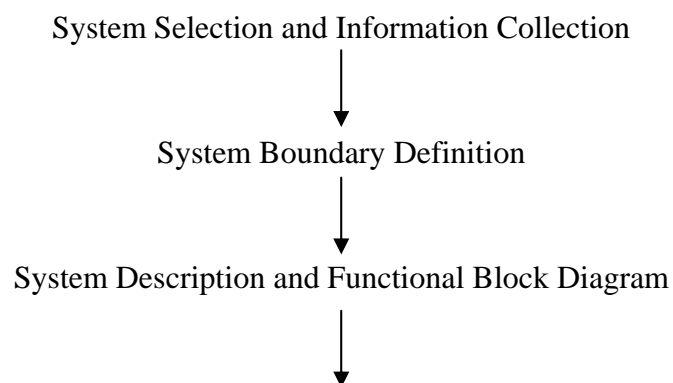 System Selection and Information Collection
System Boundary Definition
System Description and Functional Block Diagram